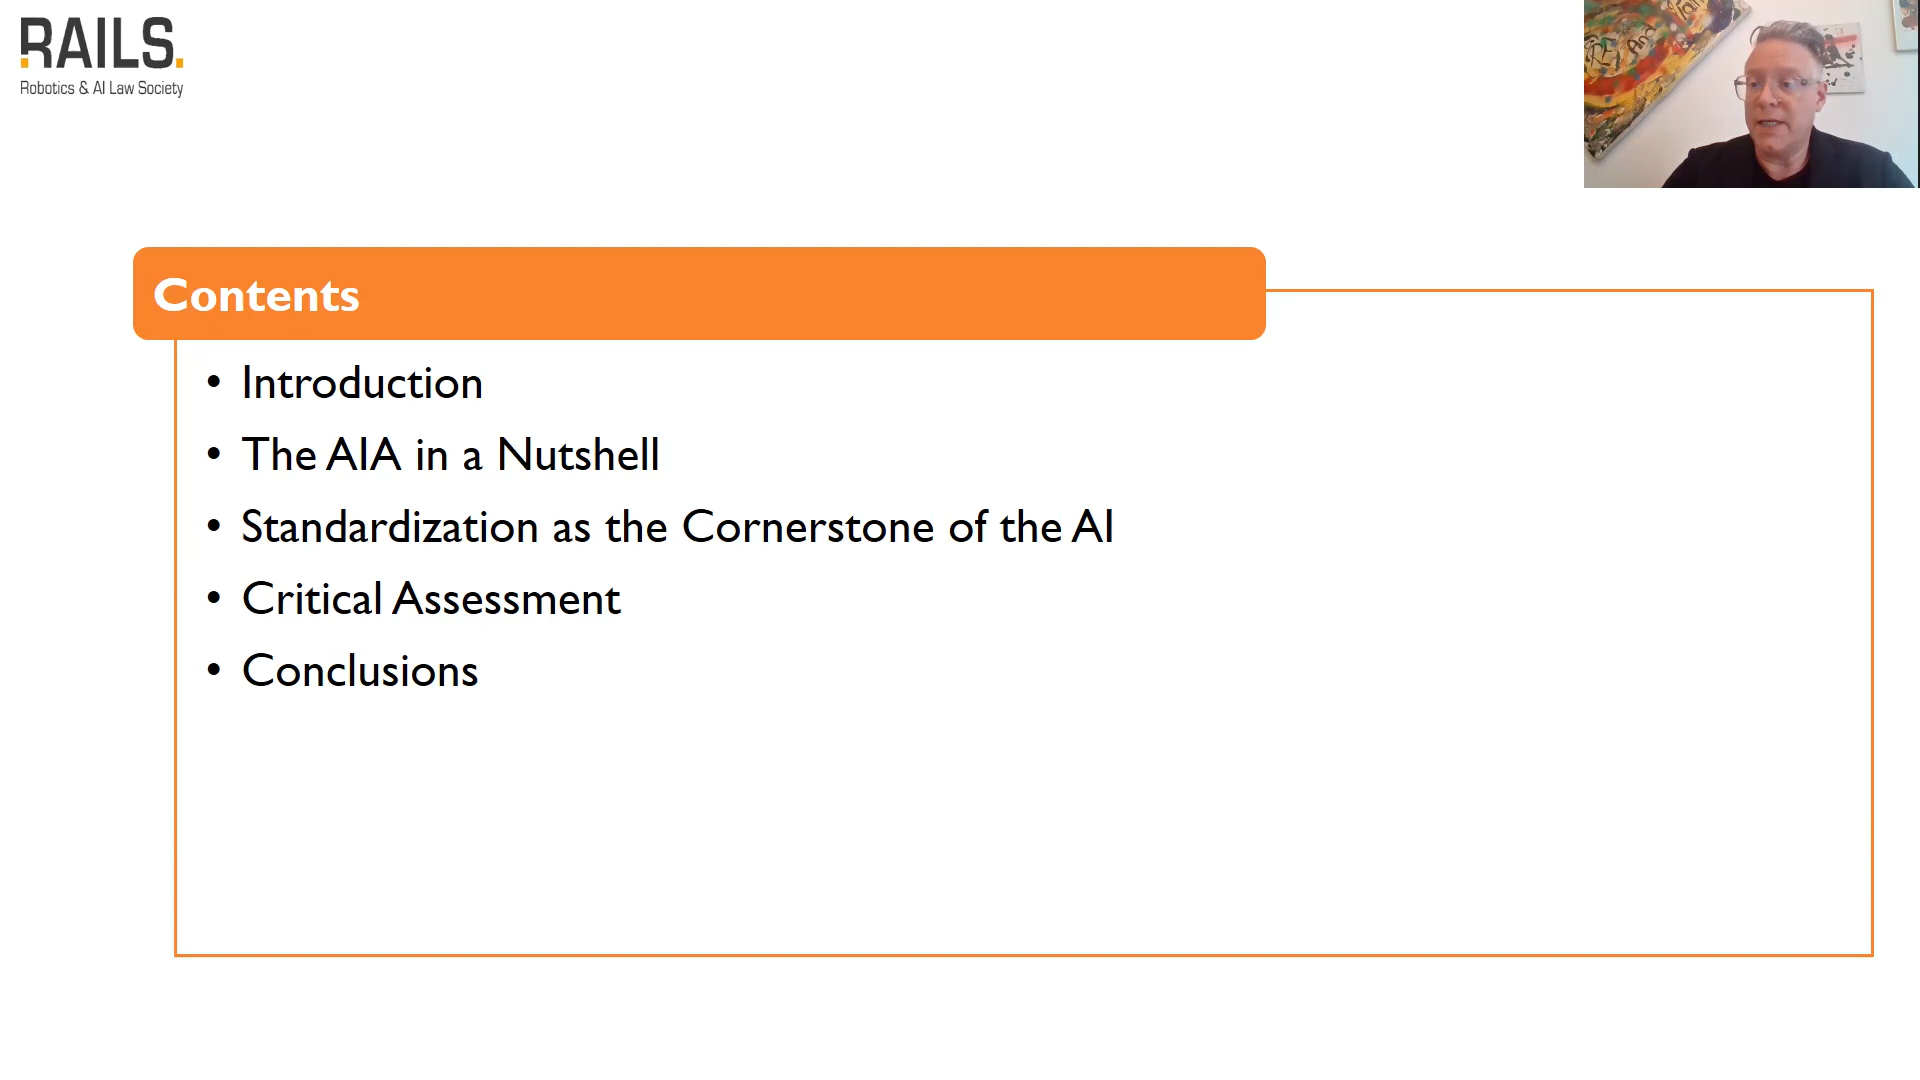 RAILS.
Robotics & AI Law Society
Contents
• Introduction
• The AIA in a Nutshell
• Standardization as the Cornerstone of the AI
• Critical Assessment
• Conclusions